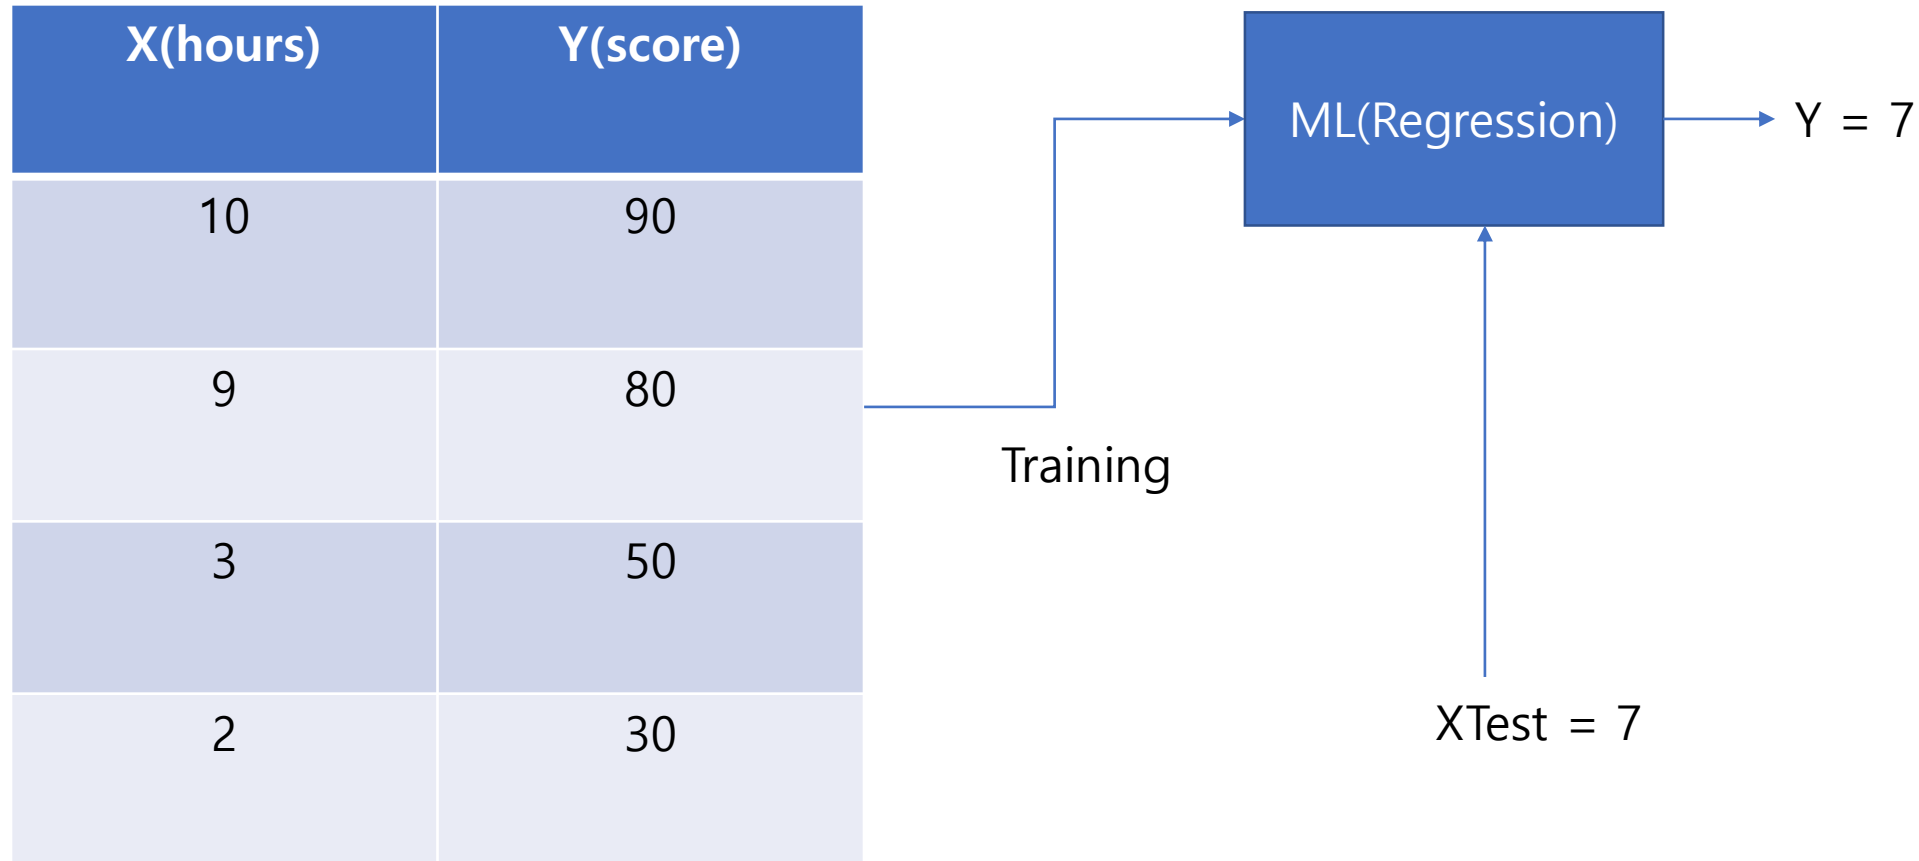 X(hours) Y(score)
10 90
9 80
3 50
2 30
Training
ML(Regression)
Y = 7
XTest = 7